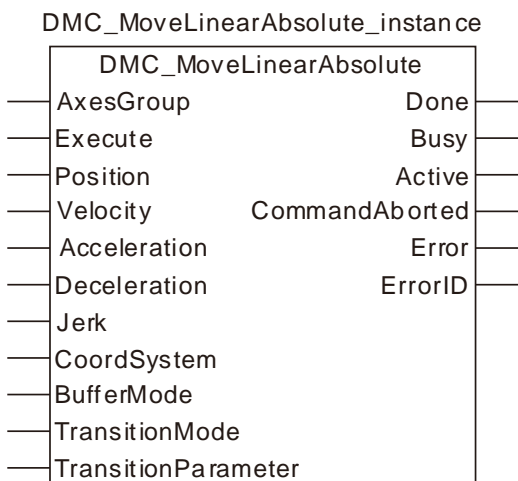 DMC_MoveLinearAbsolute_instance
DMC_MoveLinearAbsolute
AxesGroup Done
Execute Busy
Position Active
Velocity CommandAborted
Acceleration Error
Deceleration ErrorID
Jerk
CoordSystem
BufferMode
TransitionMode
TransitionParameter